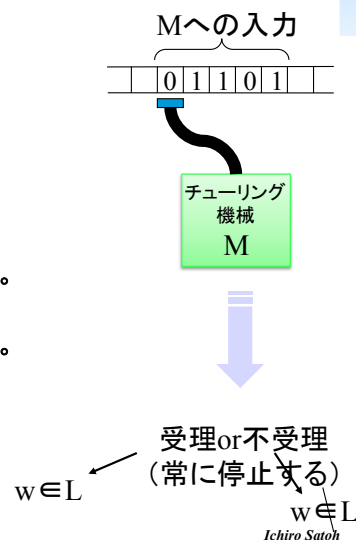 Mへの入力
0 1 1 0 1
。
チューリング
機械
M
。
受理or不受理
(常に停止する)
w∈L
w∉L
Ichiro Satoh